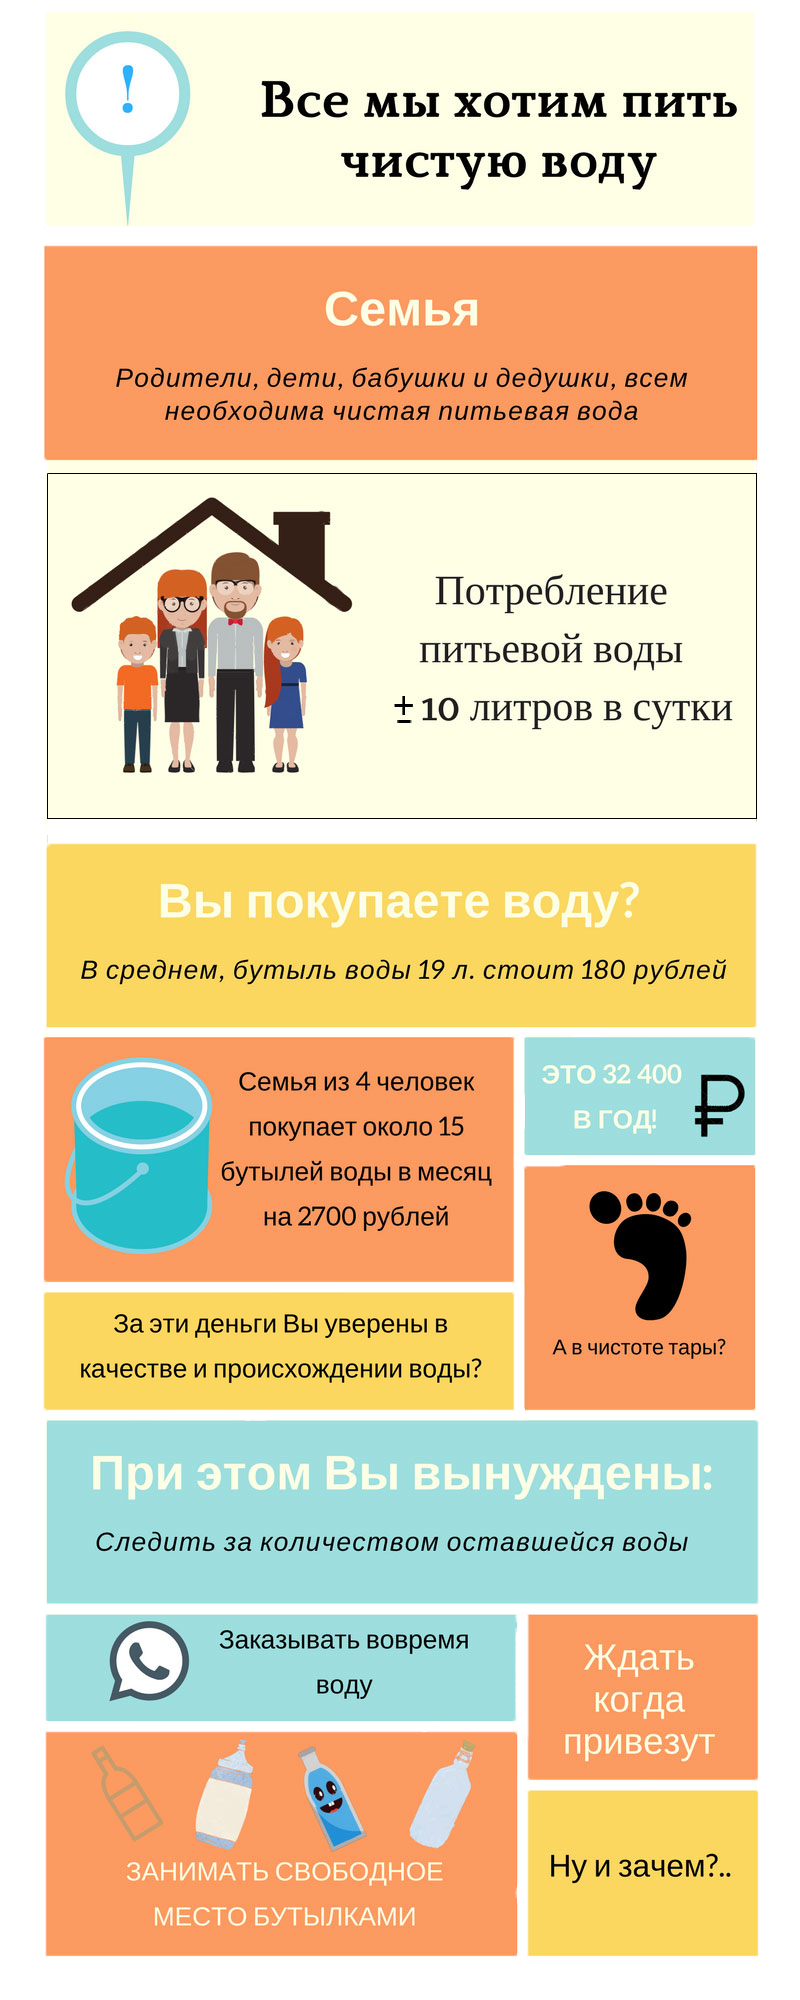 !
Все мы хотим пить
чистую воду
Семья
Родители, дети, бабушки и дедушки, всем
необходима чистая питьевая вода
Потребление
питьевой воды
± 10 литров в сутки
Вы покупаете воду?
В среднем, бутыль воды 19 л. стоит 180 рублей
Семья из 4 человек
покупает около 15
бутылей воды в месяц
на 2700 рублей
ЭТО 32 400
В ГОД!
₽
За эти деньги Вы уверены в
качестве и происхождении воды?
А в чистоте тары?
При этом Вы вынуждены:
Следить за количеством оставшейся воды
Заказывать вовремя
воду
Ждать
когда
привезут
ЗАНИМАТЬ СВОБОДНОЕ
МЕСТО БУТЫЛКАМИ
Ну и зачем?..